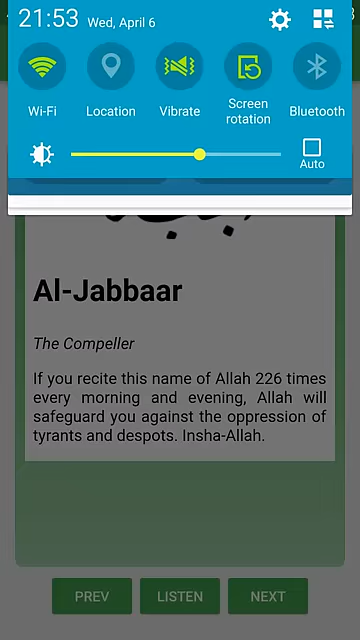 21:53 Wed, April 6
Wi-Fi Location Vibrate Screen rotation Bluetooth
Auto
Al-Jabbaar
The Compeller
If you recite this name of Allah 226 times
every morning and evening, Allah will
safeguard you against the oppression of
tyrants and despots. Insha-Allah.
PREV LISTEN NEXT